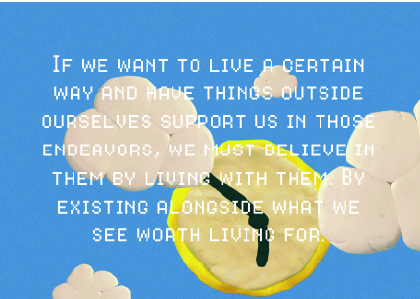 If we want to live a certain
way and have things outside
ourselves support us in those
endeavors, we must believe in
them by living with them. By
existing alongside what we
see worth living for.